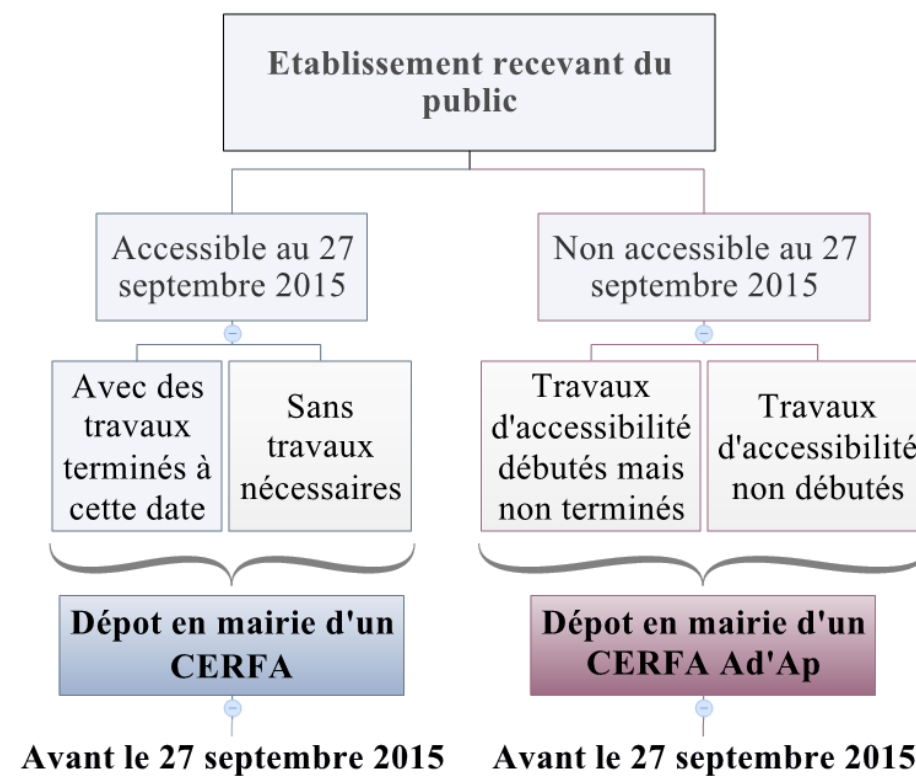 Etablissement recevant du
public
Accessible au 27
septembre 2015
Non accessible au 27
septembre 2015
Avec des
travaux
terminés à
cette date
Sans
travaux
nécessaires
Travaux
d'accessibilité
débutés mais
non terminés
Travaux
d'accessibilité
non débutés
Dépot en mairie d'un
CERFA
Dépot en mairie d'un
CERFA Ad'Ap
Avant le 27 septembre 2015
Avant le 27 septembre 2015